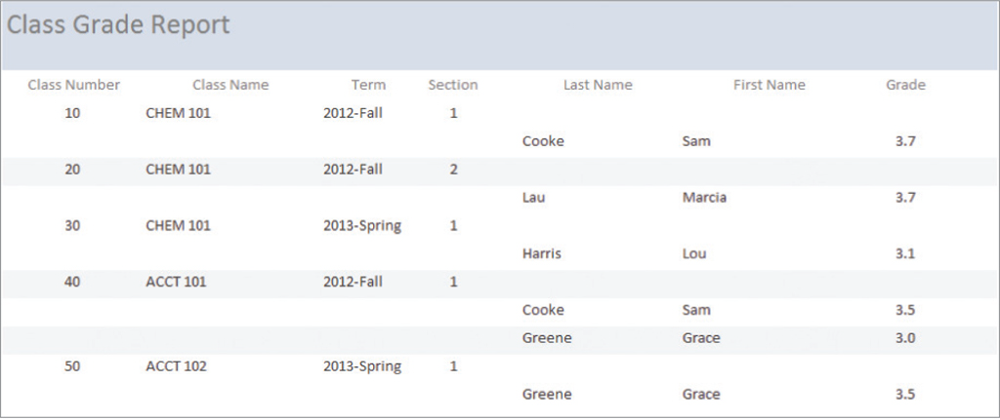 Class Grade Report
Class Number Class Name Term Section Last Name First Name Grade
10 CHEM 101 2012-Fall 1
Cooke Sam 3.7
20 CHEM 101 2012-Fall 2
Lau Marcia 3.7
30 CHEM 101 2013-Spring 1
Harris Lou 3.1
40 ACCT 101 2012-Fall 1
Cooke Sam 3.5
Greene Grace 3.0
50 ACCT 102 2013-Spring 1
Greene Grace 3.5